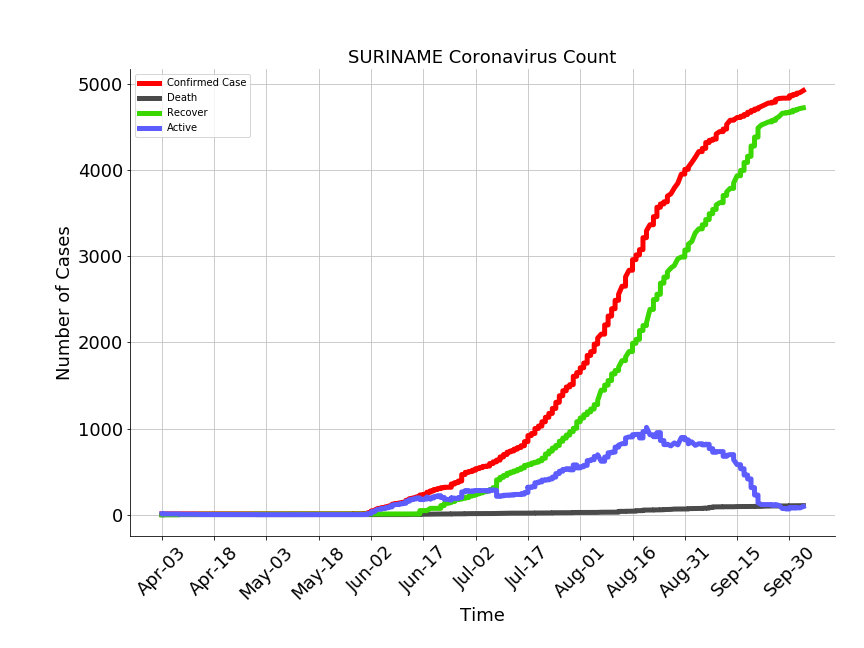 SURINAME Coronavirus Count
Confirmed Case
Death
Recover
Active
Number of Cases
5000
4000
3000
2000
1000
0
Apr-03
Apr-18
May-03
May-18
Jun-02
Jun-17
Jul-02
Jul-17
Aug-01
Aug-16
Aug-31
Sep-15
Sep-30
Time